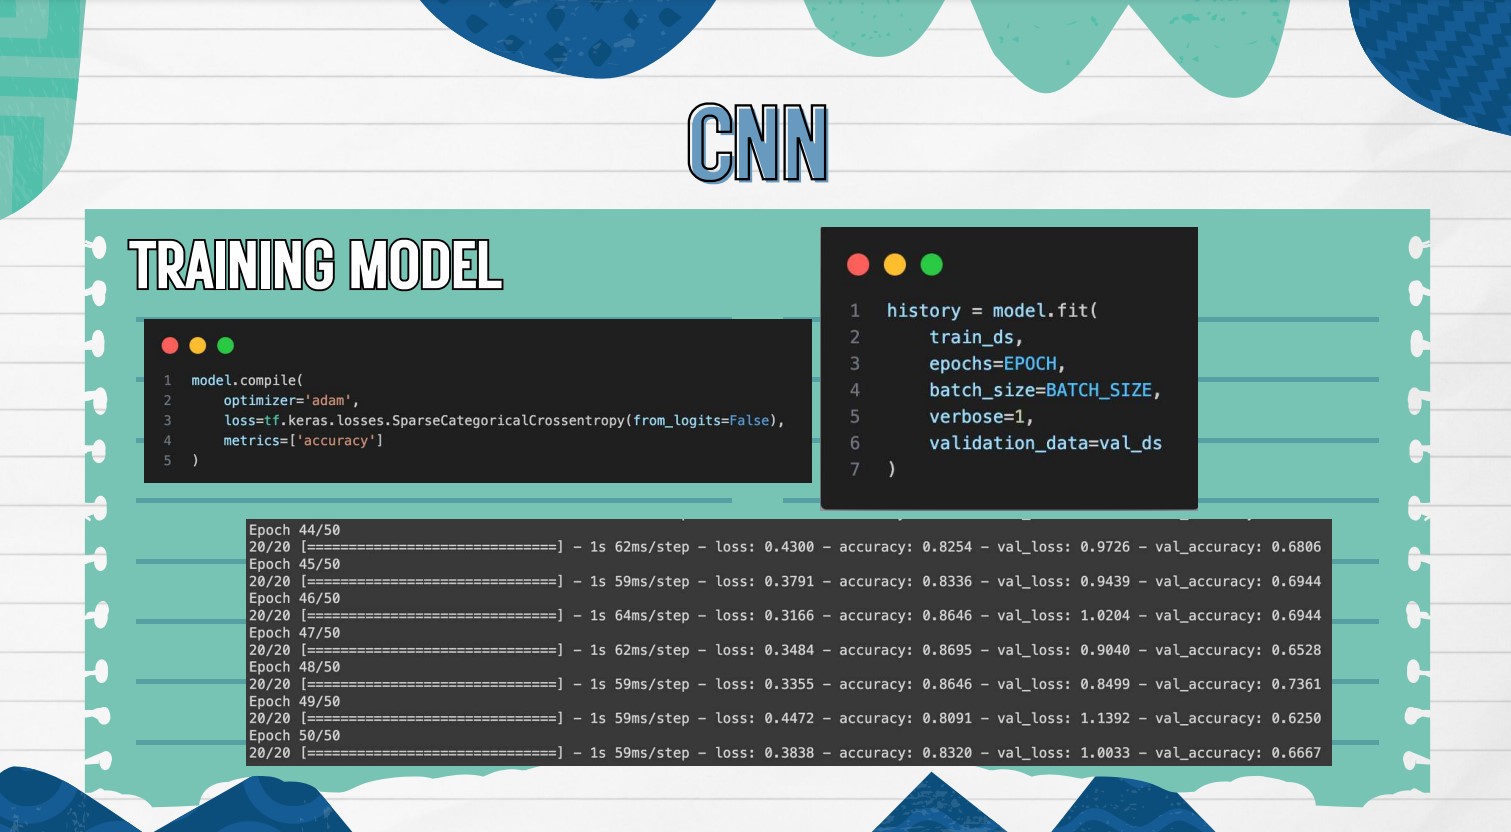 CNN
TRAINING MODEL
1 model.compile(
2 optimizer='adam',
3 loss=tf.keras.losses.SparseCategoricalCrossentropy(from_logits=False),
4 metrics=['accuracy']
5 )
1 history = model.fit(
2 train_ds,
3 epochs=EPOCH,
4 batch_size=BATCH_SIZE,
5 verbose=1,
6 validation_data=val_ds
7 )
Epoch 44/50
20/20 [==============================] - 1s 62ms/step - loss: 0.4300 - accuracy: 0.8254 - val_loss: 0.9726 - val_accuracy: 0.6806
Epoch 45/50
20/20 [==============================] - 1s 59ms/step - loss: 0.3791 - accuracy: 0.8336 - val_loss: 0.9439 - val_accuracy: 0.6944
Epoch 46/50
20/20 [==============================] - 1s 64ms/step - loss: 0.3166 - accuracy: 0.8646 - val_loss: 1.0204 - val_accuracy: 0.6944
Epoch 47/50
20/20 [==============================] - 1s 62ms/step - loss: 0.3484 - accuracy: 0.8695 - val_loss: 0.9040 - val_accuracy: 0.6528
Epoch 48/50
20/20 [==============================] - 1s 59ms/step - loss: 0.3355 - accuracy: 0.8646 - val_loss: 0.8499 - val_accuracy: 0.7361
Epoch 49/50
20/20 [==============================] - 1s 59ms/step - loss: 0.4472 - accuracy: 0.8091 - val_loss: 1.1392 - val_accuracy: 0.6250
Epoch 50/50
20/20 [==============================] - 1s 59ms/step - loss: 0.3838 - accuracy: 0.8320 - val_loss: 1.0033 - val_accuracy: 0.6667